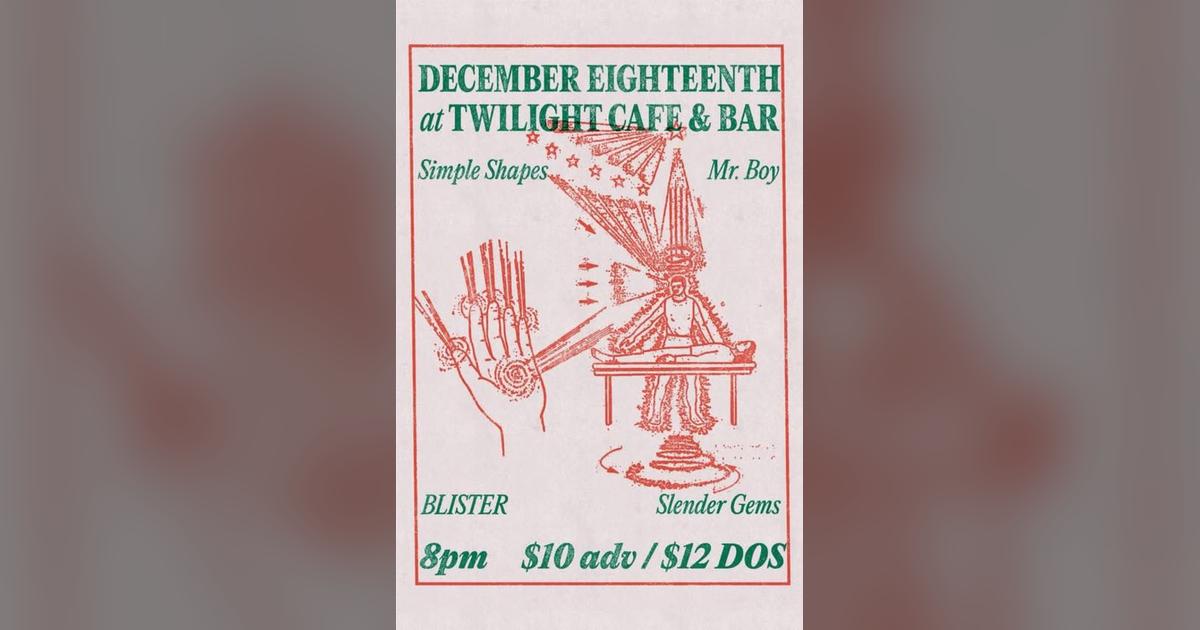 DECEMBER EIGHTEENTH
at TWILIGHT CAFE & BAR
Simple Shapes
Mr. Boy
BLISTER
Slender Gems
8pm $10 adv / $12 DOS